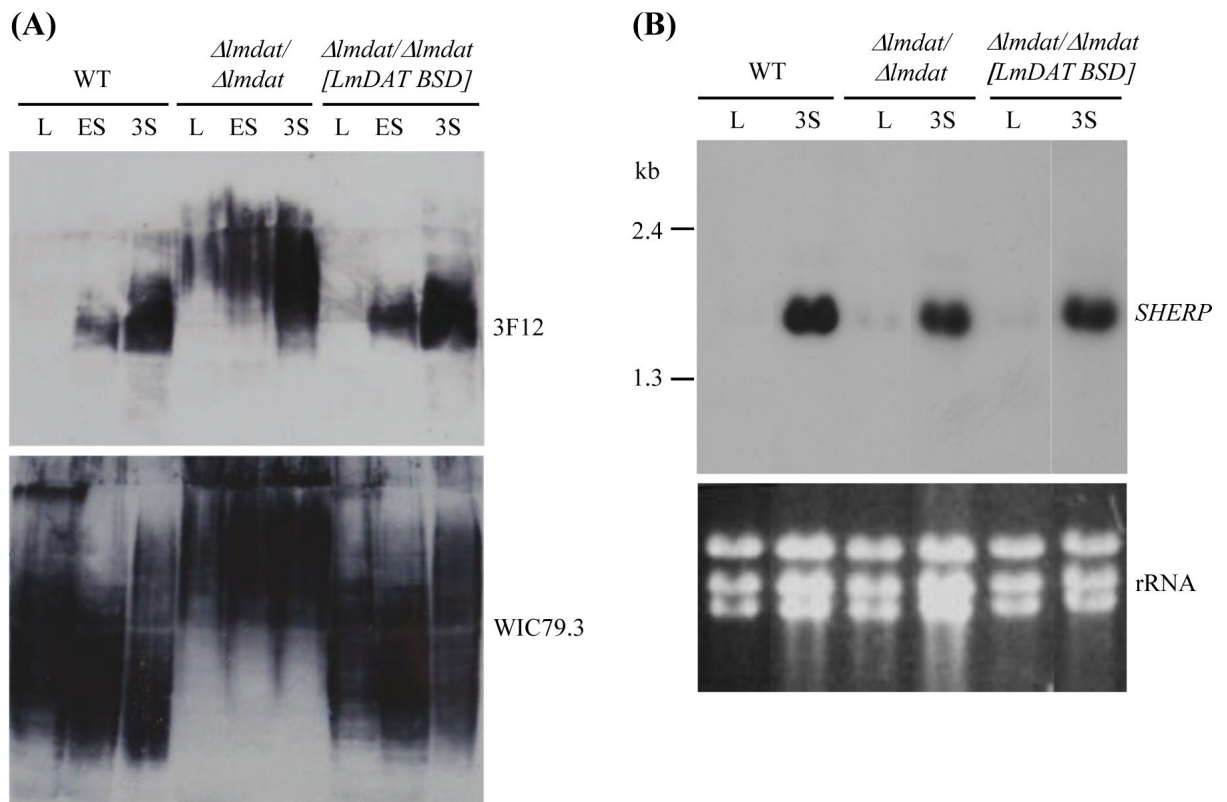 (A)
WT
Δlmdat/
Δlmdat
Δlmdat/Δlmdat
[LmDAT BSD]
L ES 3S L ES 3S L ES 3S
3F12
WIC79.3
(B)
WT
Δlmdat/
Δlmdat
Δlmdat/Δlmdat
[LmDAT BSD]
L 3S L 3S L 3S
kb
2.4
1.3
SHERP
rRNA